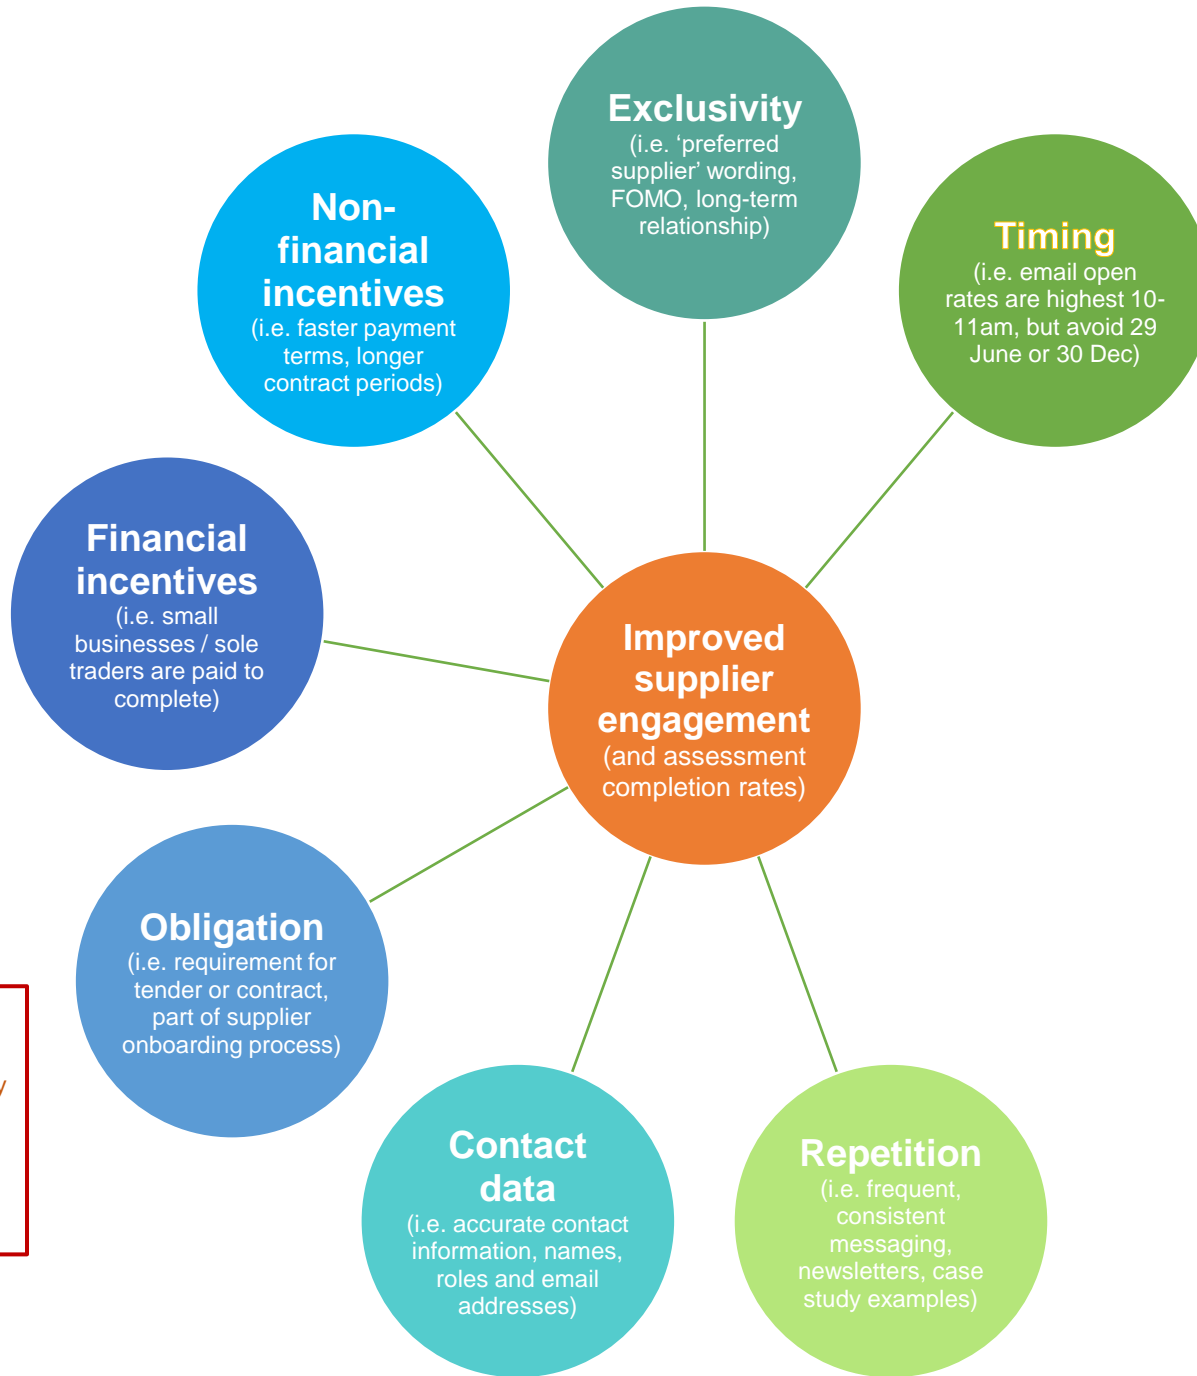 Exclusivity
(i.e. ‘preferred
supplier’ wording,
FOMO, long-term
relationship)
Non-
financial
incentives
(i.e. faster payment
terms, longer
contract periods)
Timing
(i.e. email open
rates are highest 10-
11am, but avoid 29
June or 30 Dec)
Financial
incentives
(i.e. small
businesses / sole
traders are paid to
complete)
Improved
supplier
engagement
(and assessment
completion rates)
Obligation
(i.e. requirement for
tender or contract,
part of supplier
onboarding process)
Contact
data
(i.e. accurate contact
information, names,
roles and email
addresses)
Repetition
(i.e. frequent,
consistent
messaging,
newsletters, case
study examples)